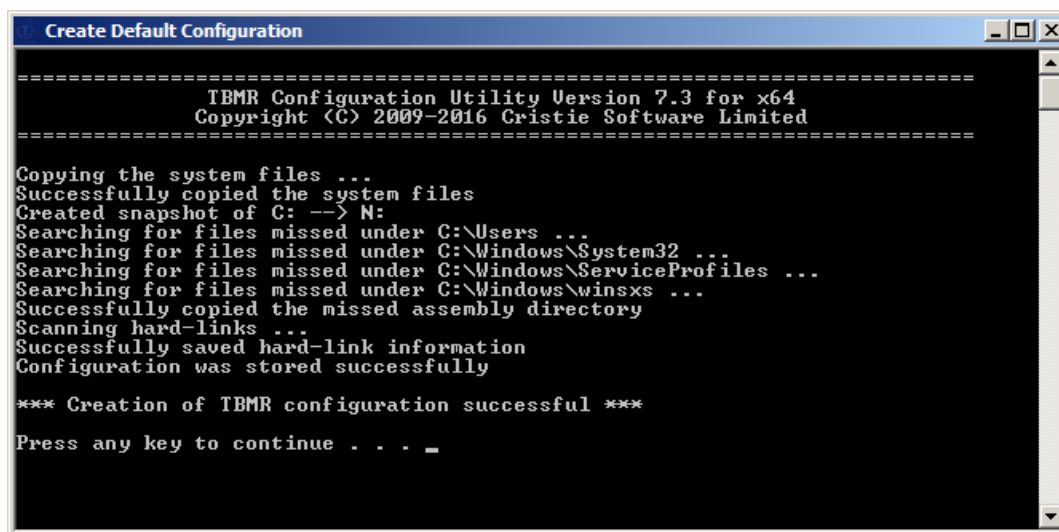 Create Default Configuration
===========================================================================
TBMR Configuration Utility Version 7.3 for x64
Copyright (C) 2009-2016 Cristie Software Limited
===========================================================================
Copying the system files ...
Successfully copied the system files
Created snapshot of C: --> N:
Searching for files missed under C:\Users ...
Searching for files missed under C:\Windows\System32 ...
Searching for files missed under C:\Windows\ServiceProfiles ...
Searching for files missed under C:\Windows\winsxs ...
Successfully copied the missed assembly directory
Scanning hard-links ...
Successfully saved hard-link information
Configuration was stored successfully
*** Creation of TBMR configuration successful ***
Press any key to continue . . . _